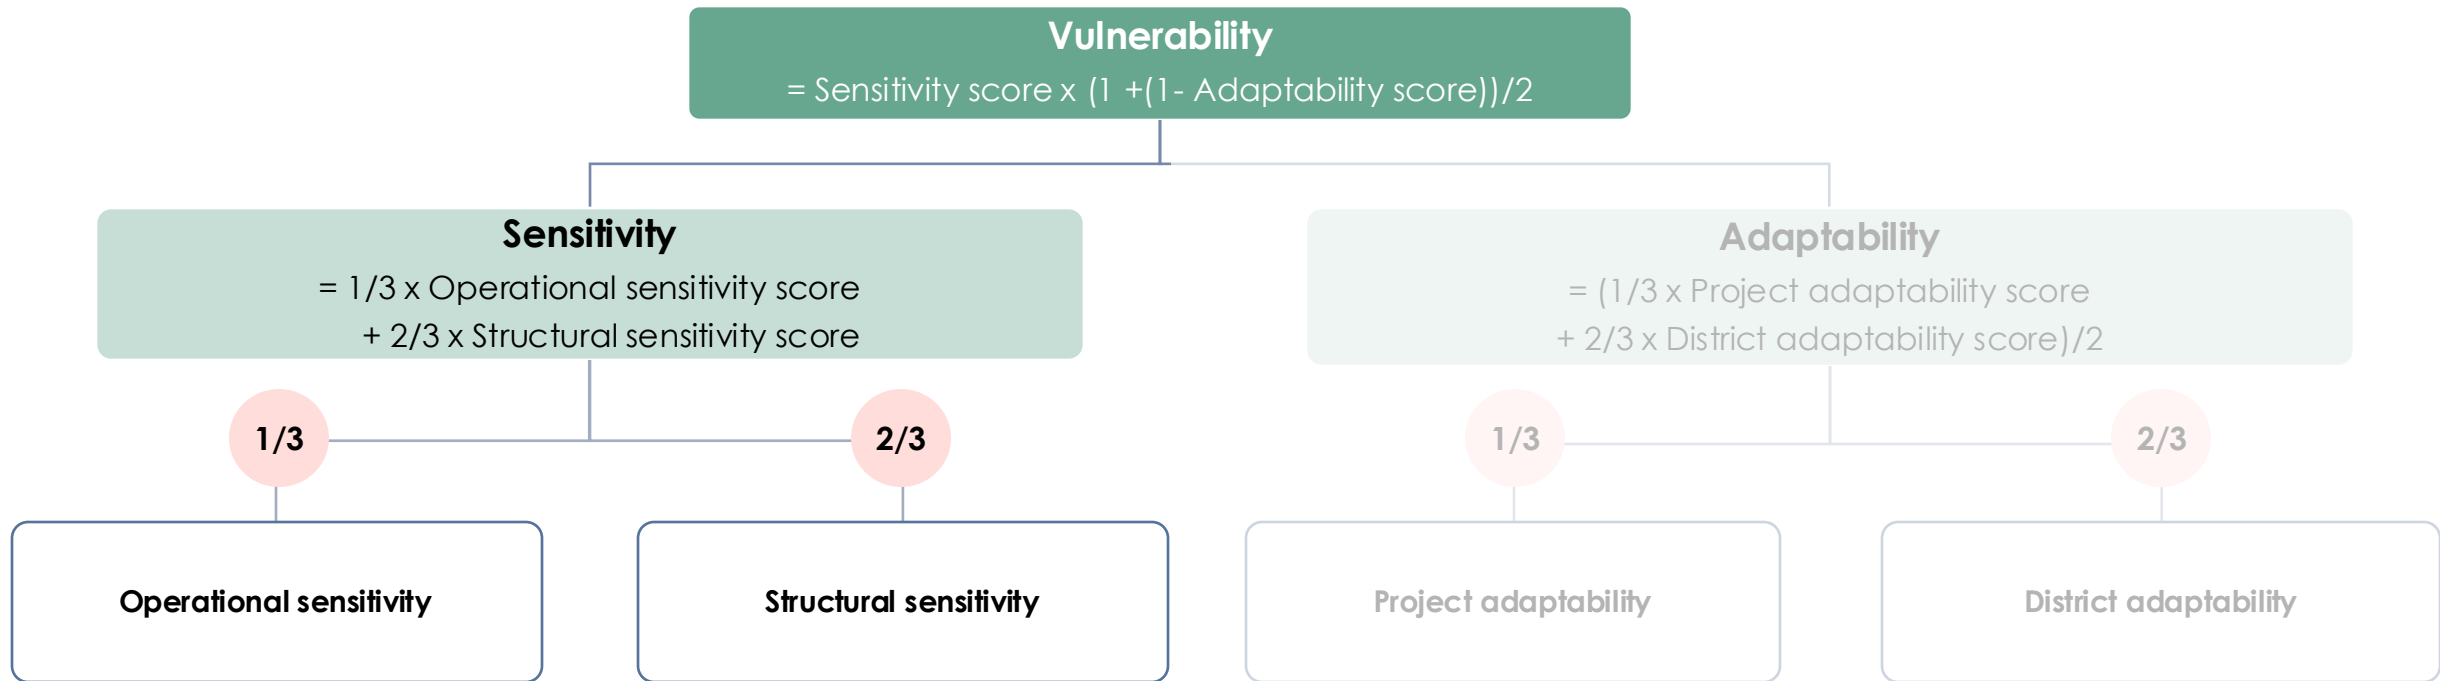 Vulnerability
= Sensitivity score x (1 +(1- Adaptability score))/2
Sensitivity
= 1/3 x Operational sensitivity score
+ 2/3 x Structural sensitivity score
Adaptability
= (1/3 x Project adaptability score
+ 2/3 x District adaptability score)/2
1/3
2/3
1/3
2/3
Operational sensitivity
Structural sensitivity
Project adaptability
District adaptability